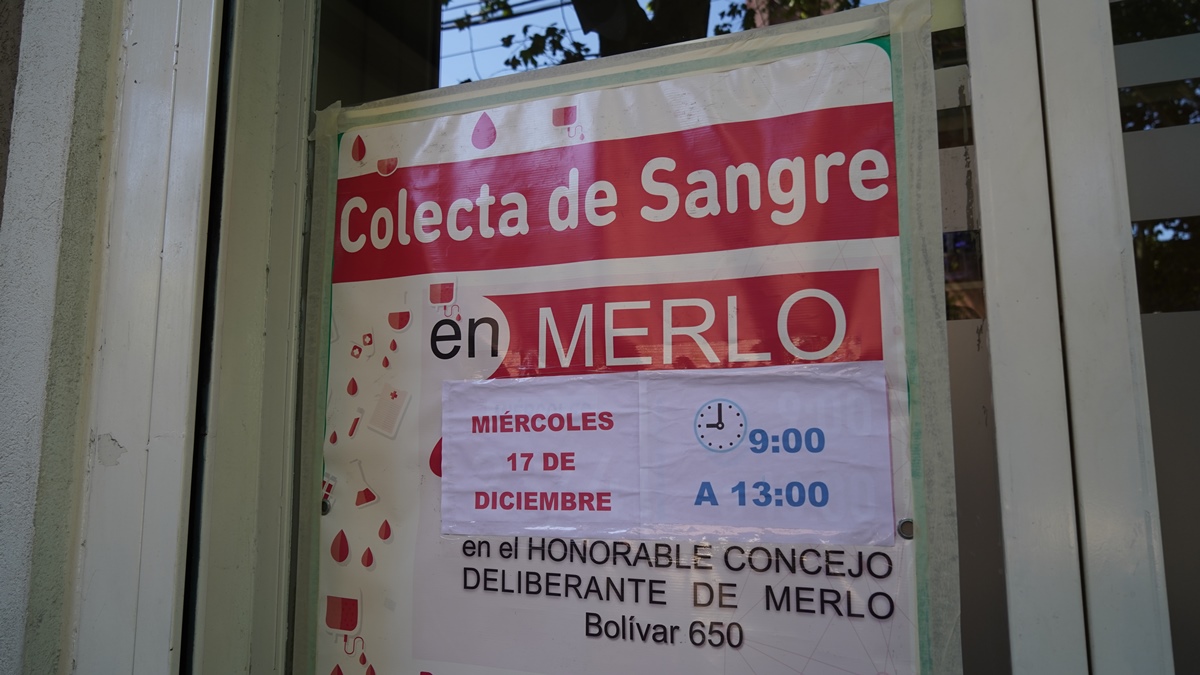 Colecta de Sangre
en MERLO
MIÉRCOLES
17 DE
DICIEMBRE
9:00
A 13:00
en el HONORABLE CONCEJO
DELIBERANTE DE MERLO
Bolívar 650